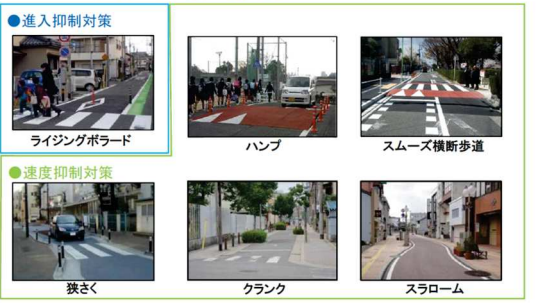 ●進入抑制対策
ライジングボラード
ハンプ
スムーズ横断歩道
●速度抑制対策
狭さく
クランク
スラローム